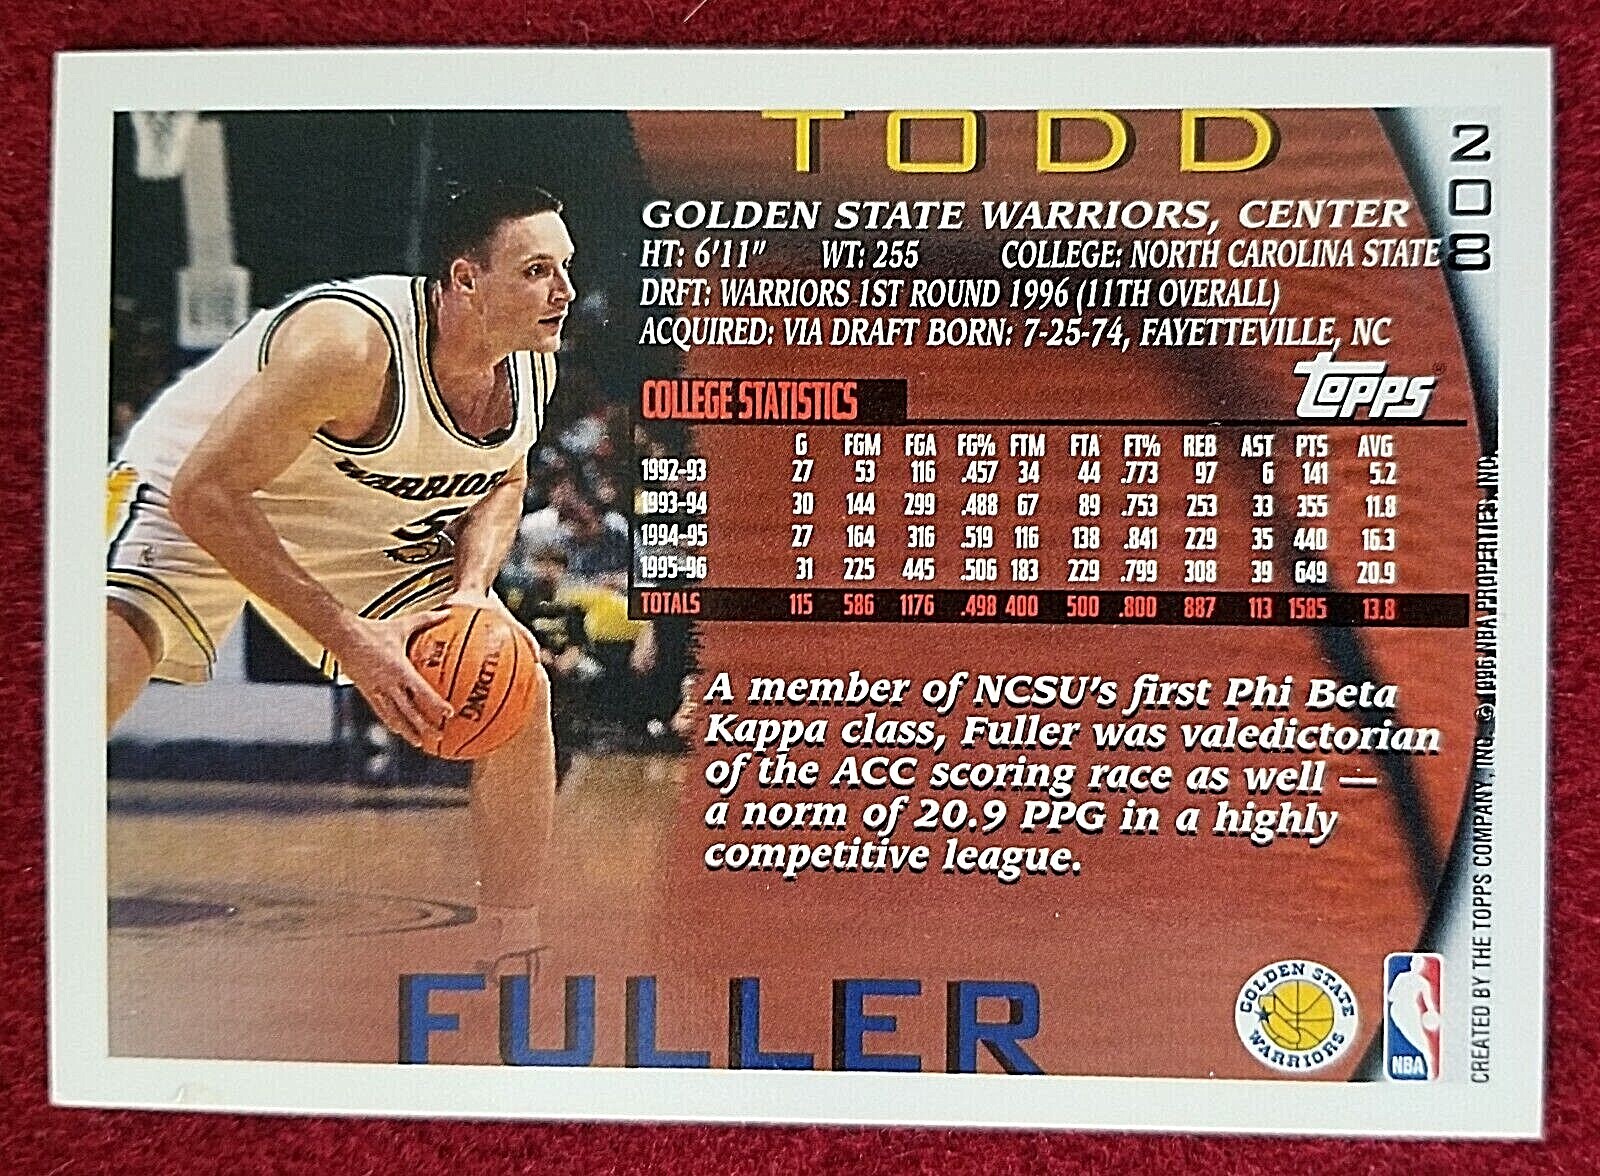 TODD
208
GOLDEN STATE WARRIORS, CENTER
HT: 6'11" WT: 255 COLLEGE: NORTH CAROLINA STATE
DRFT: WARRIORS 1ST ROUND 1996 (11TH OVERALL)
ACQUIRED: VIA DRAFT BORN: 7-25-74, FAYETTEVILLE, NC
TOPPS®
COLLEGE STATISTICS
G FGM FGA FG% FTM FTA FT% REB AST PTS AVG
1992-93 27 53 116 .457 34 44 .773 97 6 141 5.2
1993-94 30 144 299 .488 67 89 .753 253 33 355 11.8
1994-95 27 164 316 .519 116 138 .841 229 35 440 16.3
1995-96 31 225 445 .506 183 229 .799 308 39 649 20.9
TOTALS 115 586 1176 .498 400 500 .800 887 113 1585 13.8
A member of NCSU's first Phi Beta
Kappa class, Fuller was valedictorian
of the ACC scoring race as well —
a norm of 20.9 PPG in a highly
competitive league.
FULLER
GOLDEN STATE
WARRIORS
NBA
CREATED BY THE TOPPS COMPANY, INC. © 1996 NBA PROPERTIES, INC.
WARRIORS
5